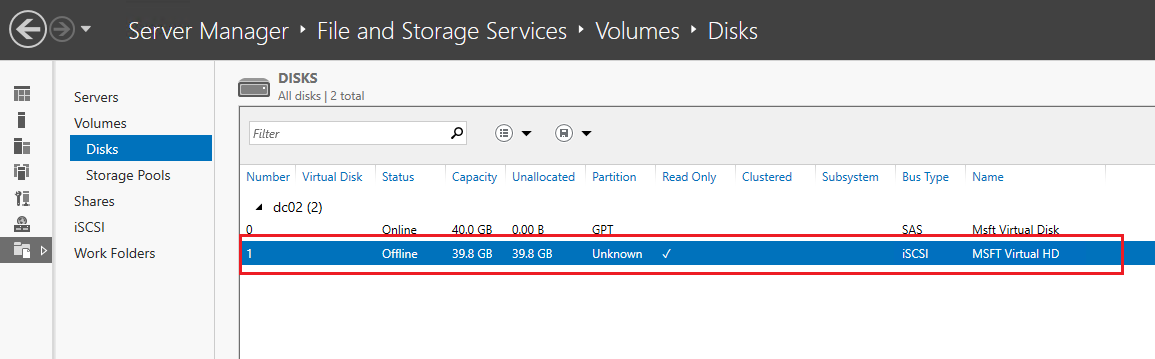 Server Manager ‣ File and Storage Services ‣ Volumes ‣ Disks
Servers
Volumes
Disks
Storage Pools
Shares
iSCSI
Work Folders
DISKS
All disks | 2 total
Filter
Number Virtual Disk Status Capacity Unallocated Partition Read Only Clustered Subsystem Bus Type Name
dc02 (2)
0 Online 40.0 GB 0.00 B GPT SAS Msft Virtual Disk
1 Offline 39.8 GB 39.8 GB Unknown ✓ iSCSI MSFT Virtual HD